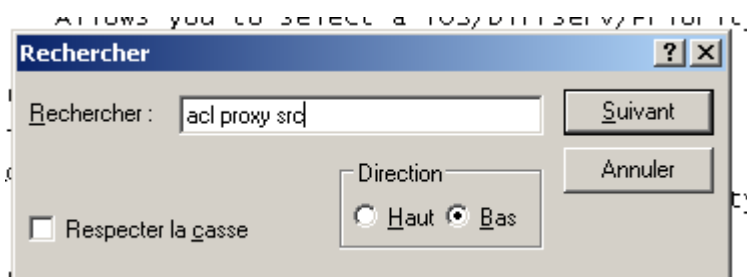 Allows you to select a TOS/Diffserv/Priority
Rechercher
Rechercher :
acl proxy src
Suivant
Annuler
Direction
Haut
Bas
Respecter la casse